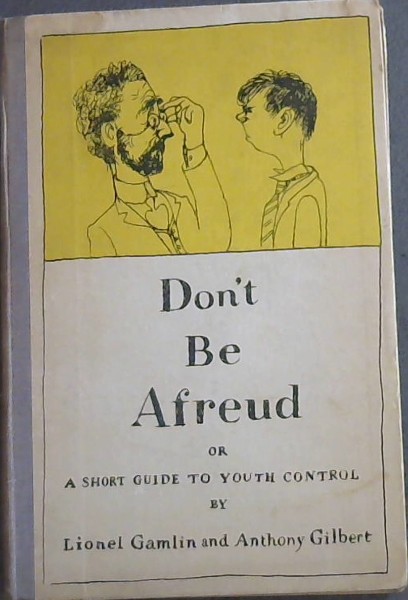 Don't
Be
Afreud
OR
A SHORT GUIDE TO YOUTH CONTROL
BY
Lionel Gamlin and Anthony Gilbert